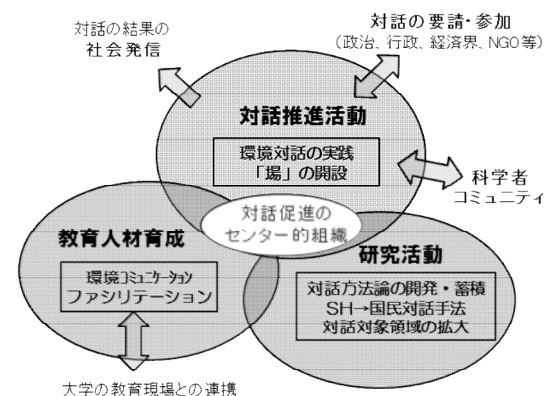 対話の結果の
社会発信
対話の要請・参加
(政治、行政、経済界、NGO等)
対話推進活動
環境対話の実践
「場」の開設
科学者
コミュニティ
対話促進の
センター的組織
教育人材育成
環境コミュニケーション
ファシリテーション
研究活動
対話方法論の開発・蓄積
SH→国民対話手法
対話対象領域の拡大
大学の教育現場との連携